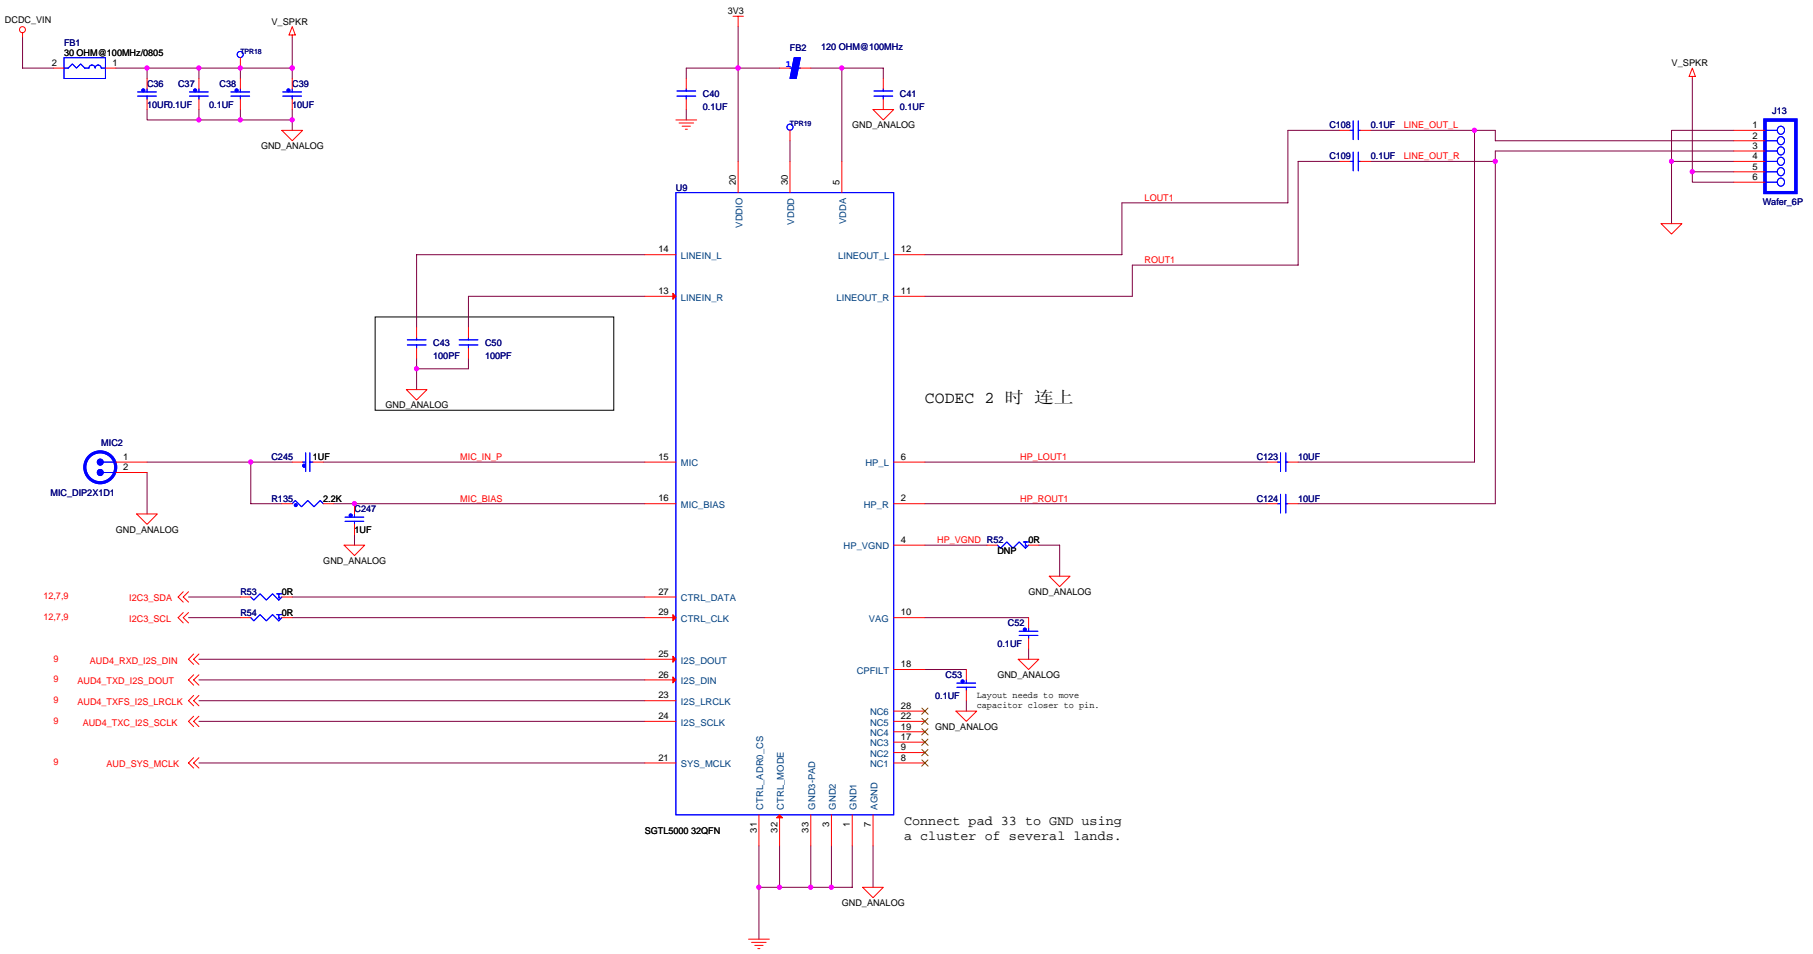 DCDC_VIN
V_SPKR
FB1
30 OHM@100MHz/0805
2
1
TPR18
C36
10UF
C37
0.1UF
C38
0.1UF
C39
10UF
GND_ANALOG
3V3
FB2
120 OHM@100MHz
1
C40
0.1UF
C41
0.1UF
GND_ANALOG
TPR19
V_SPKR
J13
1
2
3
4
5
6
Wafer_6P
C108
0.1UF
LINE_OUT_L
C109
0.1UF
LINE_OUT_R
LOUT1
ROUT1
U9
20
30
5
VDDIO
VDDD
VDDA
14
LINEIN_L
13
LINEIN_R
LINEOUT_L
12
LINEOUT_R
11
C43
100PF
C50
100PF
GND_ANALOG
CODEC 2 时 连上
MIC2
1
2
MIC_DIP2X1D1
GND_ANALOG
C245
1UF
MIC_IN_P
15
MIC
R135
2.2K
MIC_BIAS
16
MIC_BIAS
C247
1UF
GND_ANALOG
HP_L
6
HP_LOUT1
C123
10UF
HP_R
2
HP_ROUT1
C124
10UF
HP_VGND
4
HP_VGND
R52
0R
DNP
GND_ANALOG
12,7,9
I2C3_SDA
R53
0R
27
CTRL_DATA
12,7,9
I2C3_SCL
R54
0R
29
CTRL_CLK
VAG
10
C52
0.1UF
GND_ANALOG
9
AUD4_RXD_I2S_DIN
25
I2S_DOUT
9
AUD4_TXD_I2S_DOUT
26
I2S_DIN
9
AUD4_TXFS_I2S_LRCLK
23
I2S_LRCLK
9
AUD4_TXC_I2S_SCLK
24
I2S_SCLK
9
AUD_SYS_MCLK
21
SYS_MCLK
CPFILT
18
C53
0.1UF
Layout needs to move
capacitor closer to pin.
GND_ANALOG
NC6
28
NC5
22
NC4
19
NC3
17
NC2
9
NC1
8
CTRL_ADR0_CS
CTRL_MODE
GND3-PAD
GND2
GND1
AGND
31
32
33
3
1
7
SGTL5000 32QFN
Connect pad 33 to GND using
a cluster of several lands.
GND_ANALOG